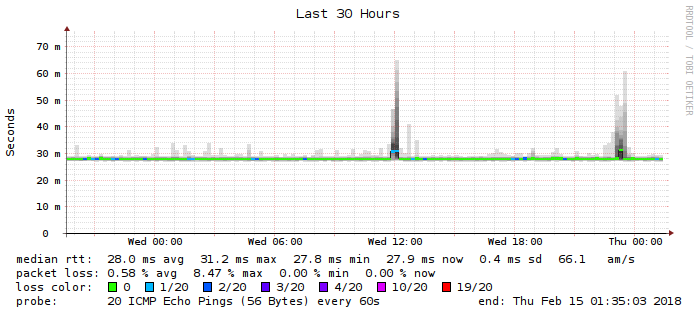 Last 30 Hours
RRDTOOL / TOBI OETIKER
Seconds
70 m
60 m
50 m
40 m
30 m
20 m
10 m
0
Wed 00:00 Wed 06:00 Wed 12:00 Wed 18:00 Thu 00:00
median rtt: 28.0 ms avg 31.2 ms max 27.8 ms min 27.9 ms now 0.4 ms sd 66.1 am/s
packet loss: 0.58 % avg 8.47 % max 0.00 % min 0.00 % now
loss color: 0 1/20 2/20 3/20 4/20 10/20 19/20
probe: 20 ICMP Echo Pings (56 Bytes) every 60s end: Thu Feb 15 01:35:03 2018